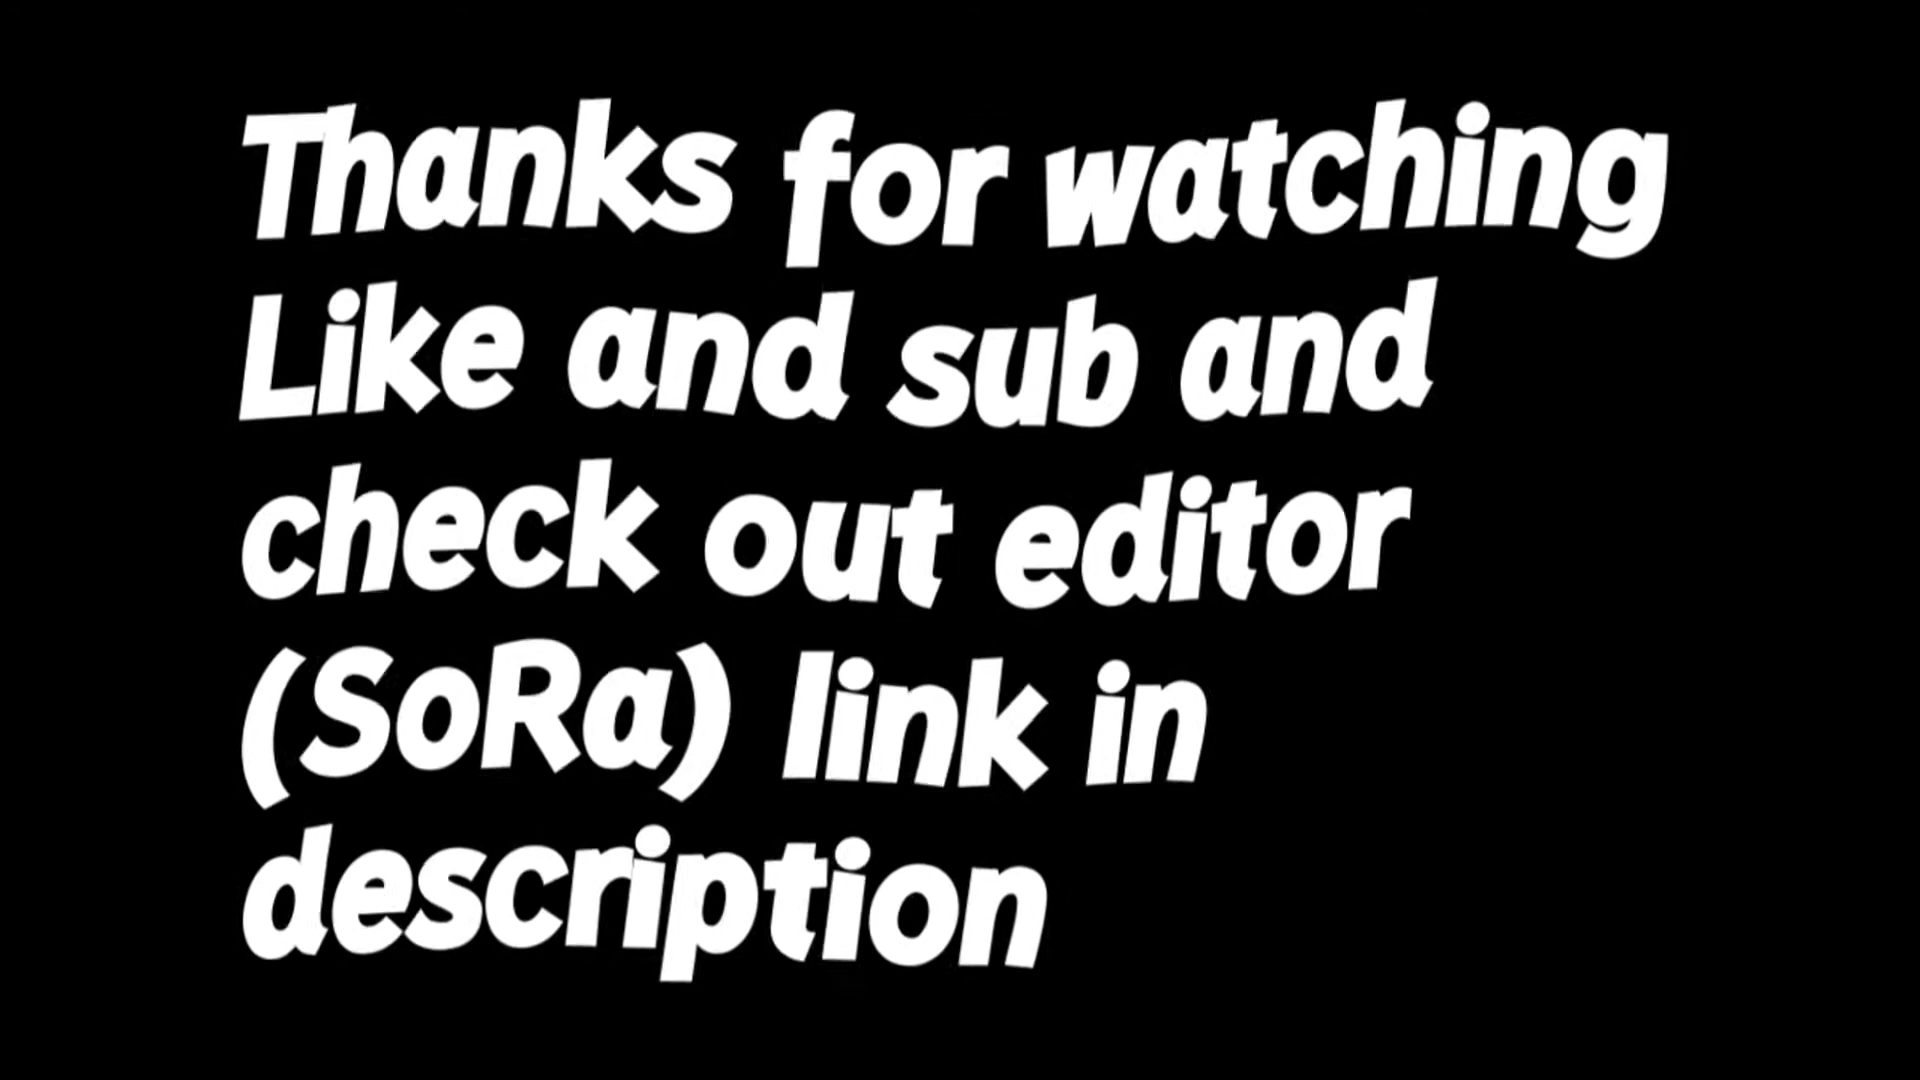 Thanks for watching
Like and sub and
check out editor
(SoRa) link in
description